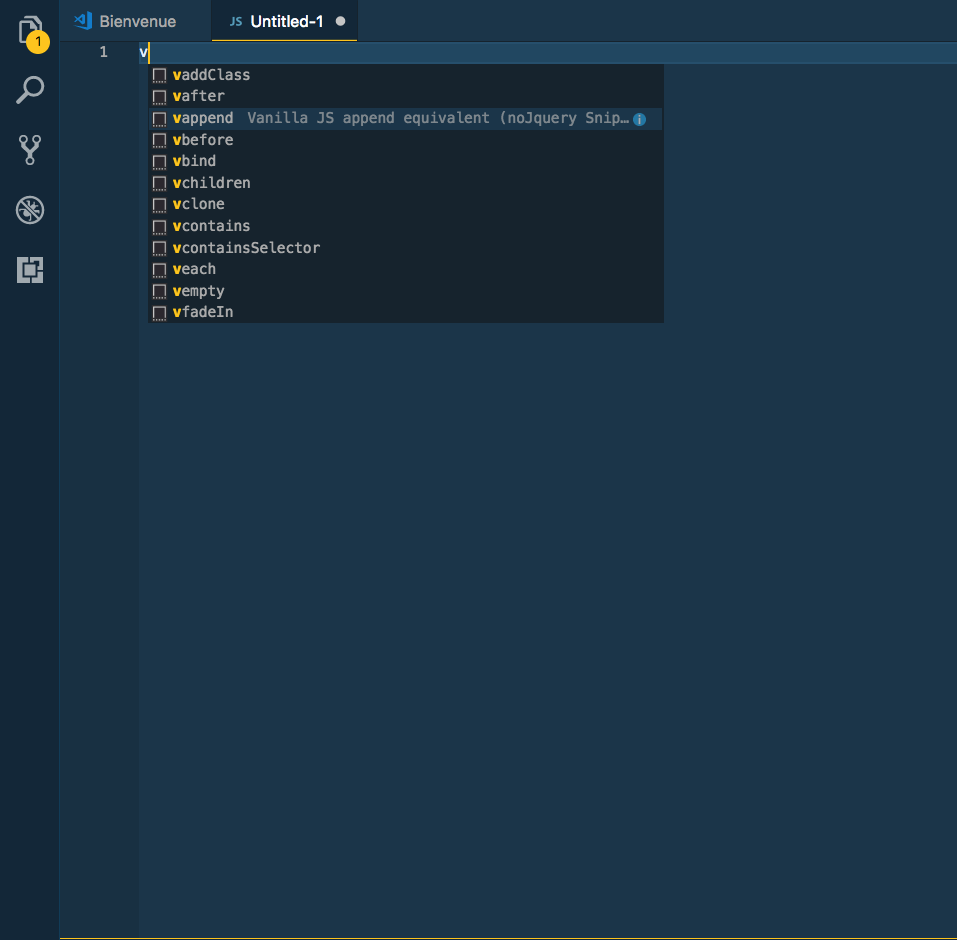 1
Bienvenue
JS Untitled-1
1 v
vaddClass
vafter
vappend Vanilla JS append equivalent (noJquery Snip…
vbefore
vbind
vchildren
vclone
vcontains
vcontainsSelector
veach
vempty
vfadeIn